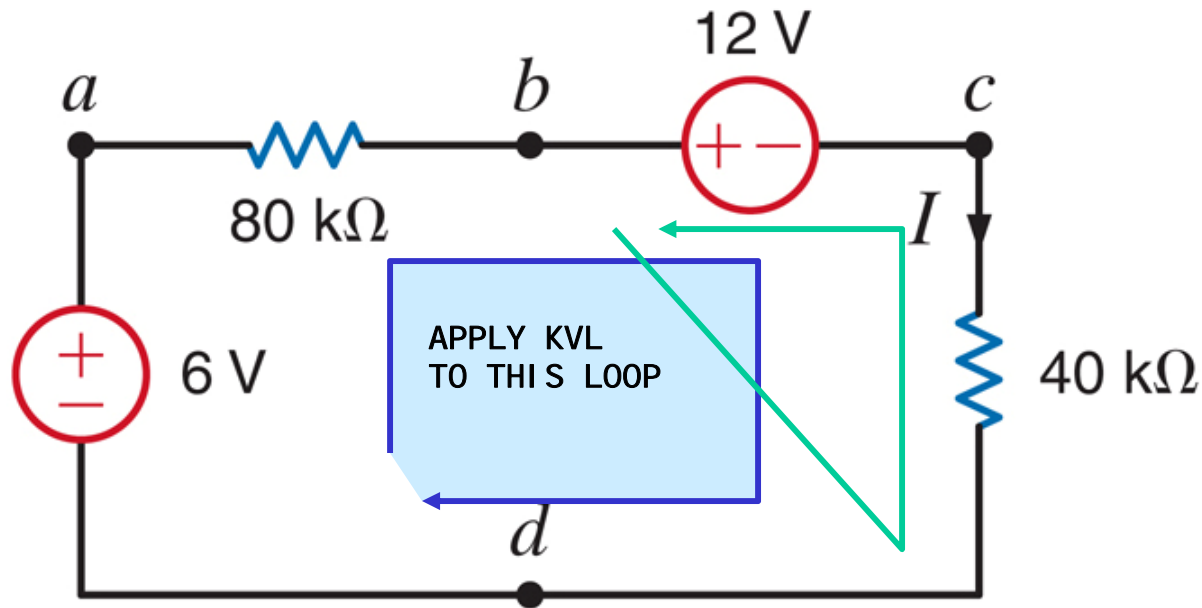 12 V
a
b
c
+ −
80 kΩ
I
+
−
6 V
APPLY KVL
TO THIS LOOP
40 kΩ
d